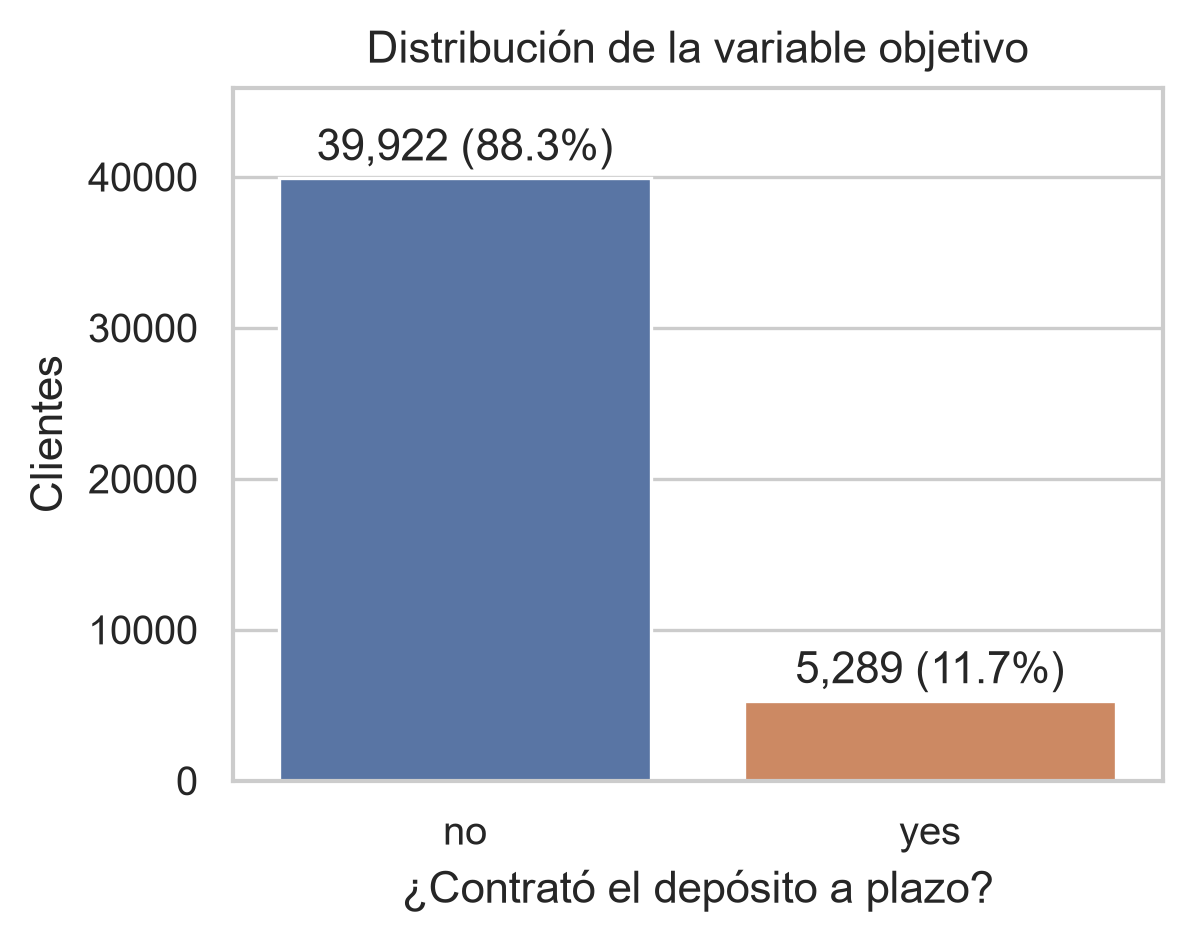 Distribución de la variable objetivo
39,922 (88.3%)
40000
30000
20000
10000
0
Clientes
5,289 (11.7%)
no
yes
¿Contrató el depósito a plazo?